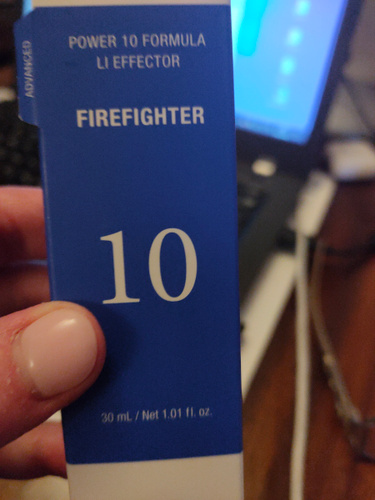 ADVANCED
POWER 10 FORMULA
LI EFFECTOR
FIREFIGHTER
10
30 mL / Net 1.01 fl. oz.